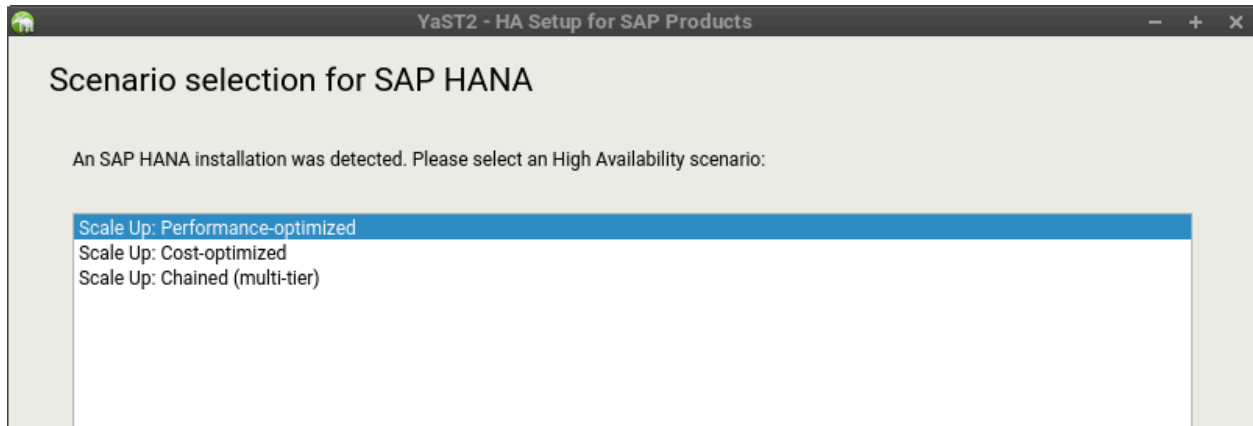 YaST2 - HA Setup for SAP Products
Scenario selection for SAP HANA
An SAP HANA installation was detected. Please select an High Availability scenario:
Scale Up: Performance-optimized
Scale Up: Cost-optimized
Scale Up: Chained (multi-tier)